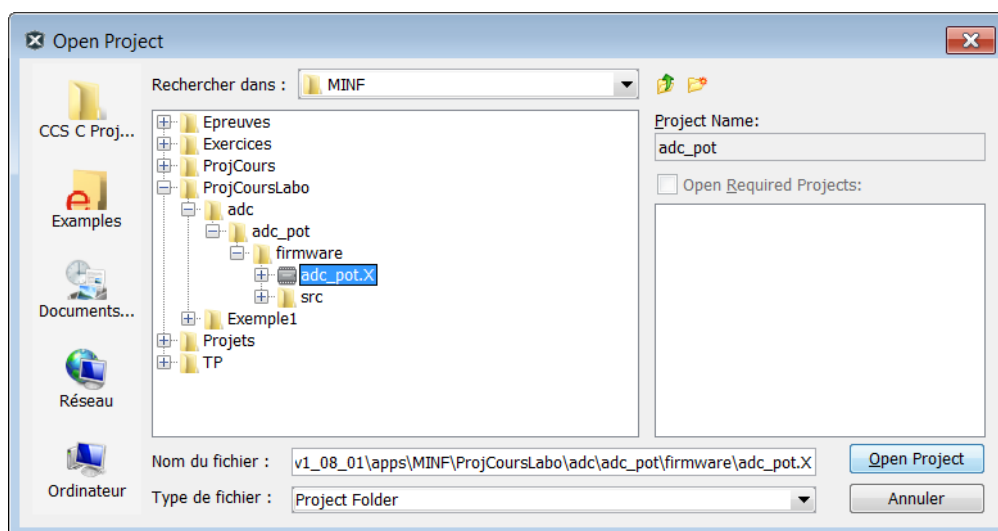 Open Project
Rechercher dans :
MINF
CCS C Proj...
Examples
Documents...
Réseau
Ordinateur
Epreuves
Exercices
ProjCours
ProjCoursLabo
adc
adc_pot
firmware
adc_pot.X
src
Exemple1
Projets
TP
Project Name:
adc_pot
Open Required Projects:
Nom du fichier :
v1_08_01\apps\MINF\ProjCoursLabo\adc\adc_pot\firmware\adc_pot.X
Open Project
Type de fichier :
Project Folder
Annuler